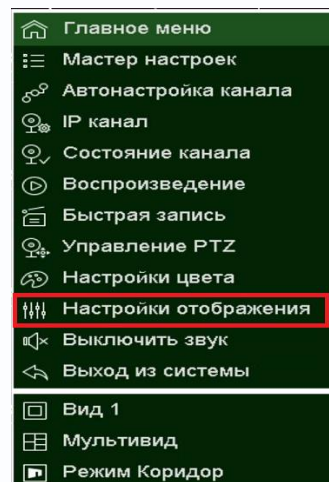 Главное меню
Мастер настроек
Автонастройка канала
IP канал
Состояние канала
Воспроизведение
Быстрая запись
Управление PTZ
Настройки цвета
Настройки отображения
Выключить звук
Выход из системы
Вид 1
Мультивид
Режим Коридор